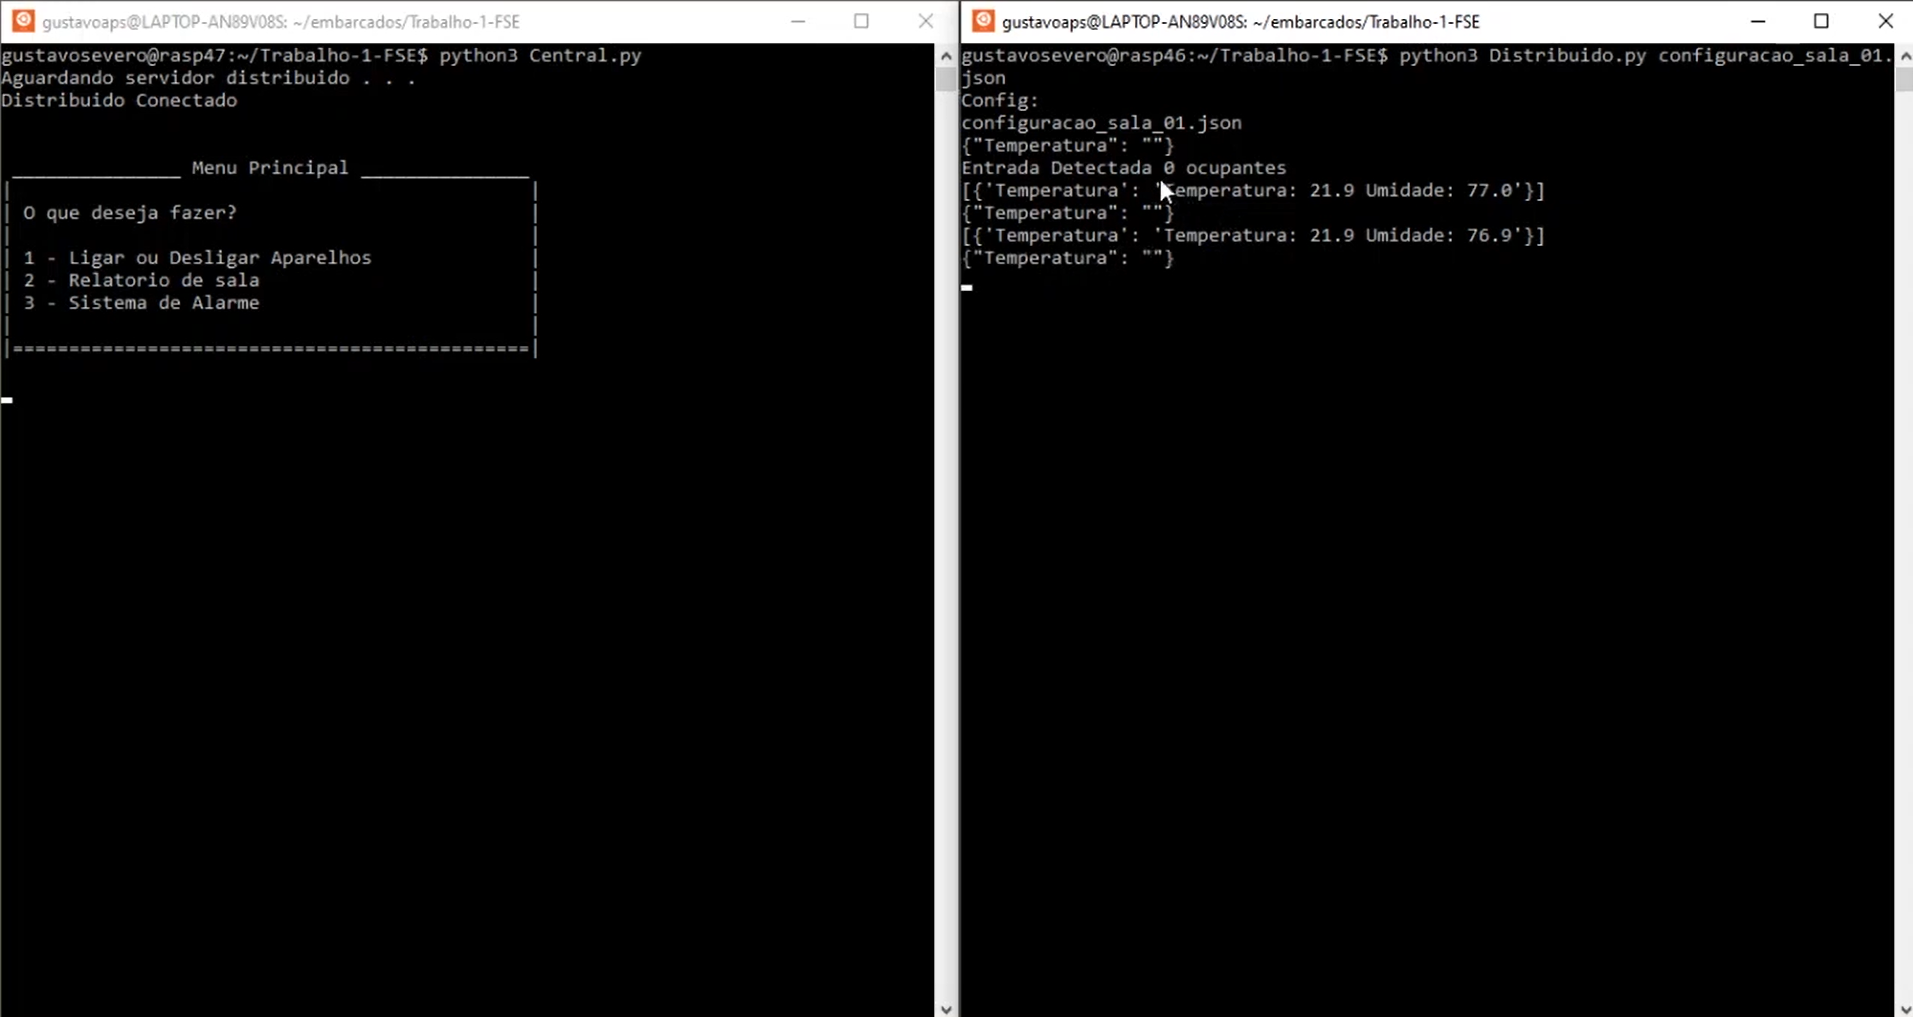 gustavoaps@LAPTOP-AN89V08S: ~/embarcados/Trabalho-1-FSE
gustavosevero@rasp47:~/Trabalho-1-FSE$ python3 Central.py
Aguardando servidor distribuido . . .
Distribuido Conectado
_______________ Menu Principal _______________
| |
| O que deseja fazer? |
| |
| 1 - Ligar ou Desligar Aparelhos |
| 2 - Relatorio de sala |
| 3 - Sistema de Alarme |
| |
|==============================================|
gustavoaps@LAPTOP-AN89V08S: ~/embarcados/Trabalho-1-FSE
gustavosevero@rasp46:~/Trabalho-1-FSE$ python3 Distribuido.py configuracao_sala_01.
json
Config:
configuracao_sala_01.json
{"Temperatura": ""}
Entrada Detectada 0 ocupantes
[{'Temperatura': 'Temperatura: 21.9 Umidade: 77.0'}]
{"Temperatura": ""}
[{'Temperatura': 'Temperatura: 21.9 Umidade: 76.9'}]
{"Temperatura": ""}